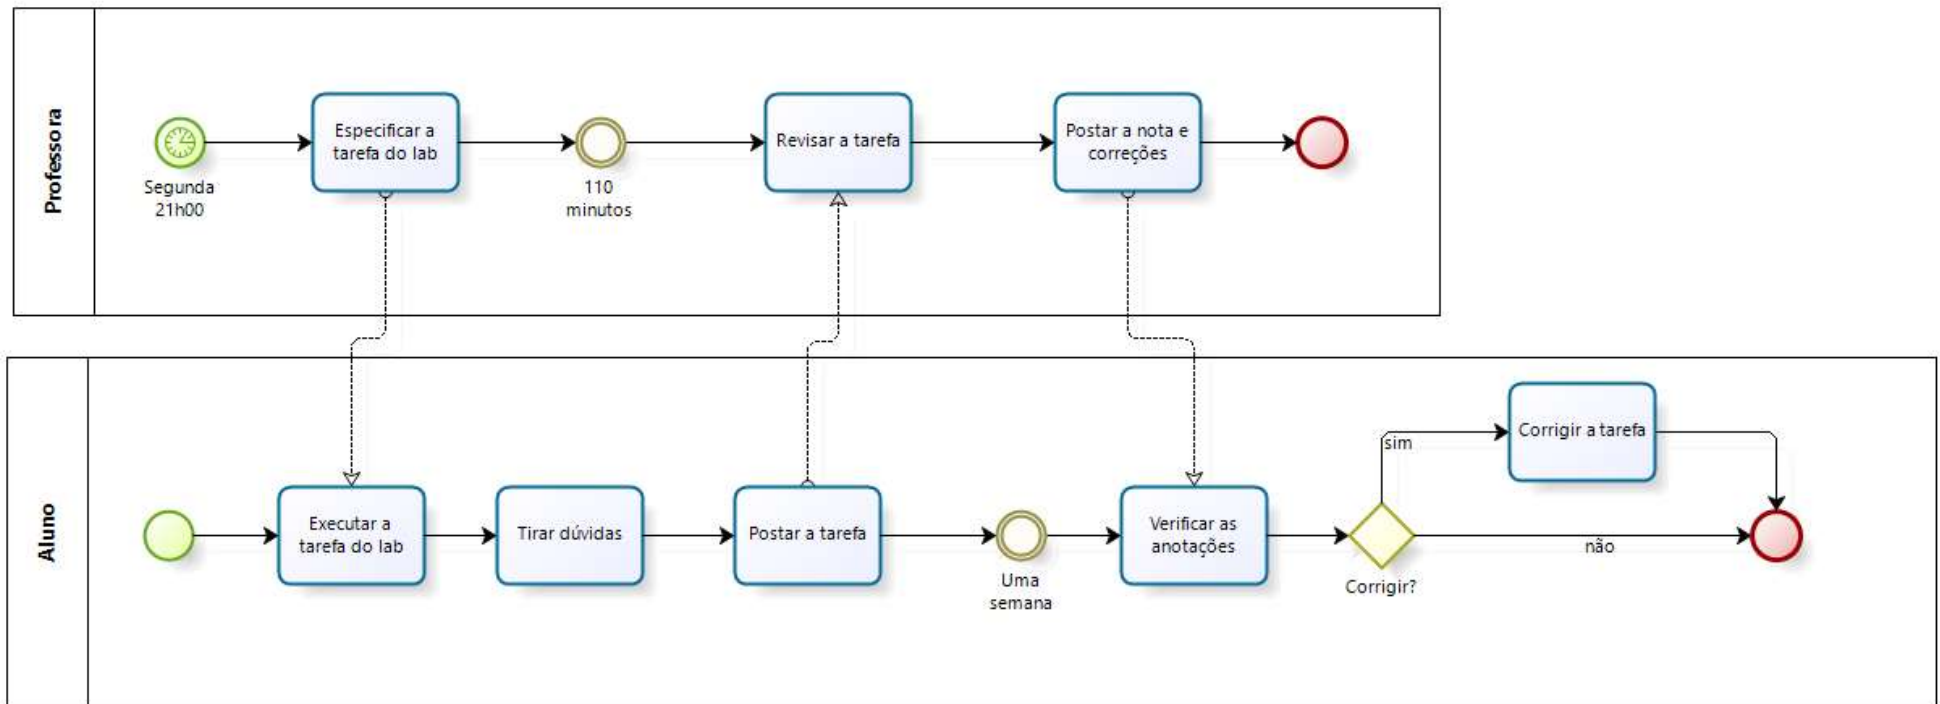 Professora
Segunda
21h00
Especificar a
tarefa do lab
110
minutos
Revisar a tarefa
Postar a nota e
correções
Aluno
Executar a
tarefa do lab
Tirar dúvidas
Postar a tarefa
Uma
semana
Verificar as
anotações
Corrigir?
sim
Corrigir a tarefa
não